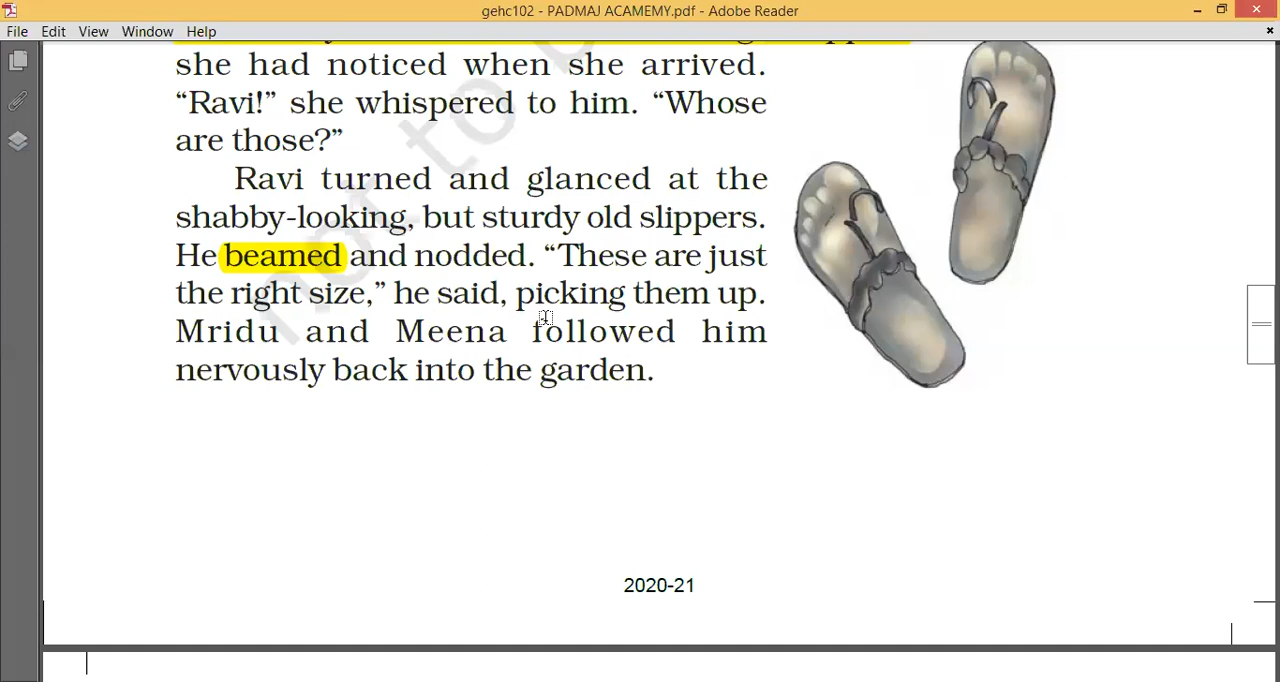 gehc102 - PADMAJ ACAMEMY.pdf - Adobe Reader
File Edit View Window Help
she had noticed when she arrived.
“Ravi!” she whispered to him. “Whose
are those?”
Ravi turned and glanced at the
shabby-looking, but sturdy old slippers.
He beamed and nodded. “These are just
the right size,” he said, picking them up.
Mridu and Meena followed him
nervously back into the garden.
not to b
2020-21